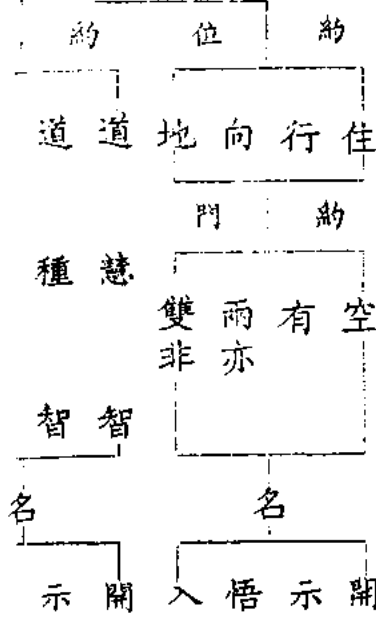 約位
住行向地
約門
空
有
兩亦
雙非
名
開示悟入
約
道慧智
道種智
名
開示